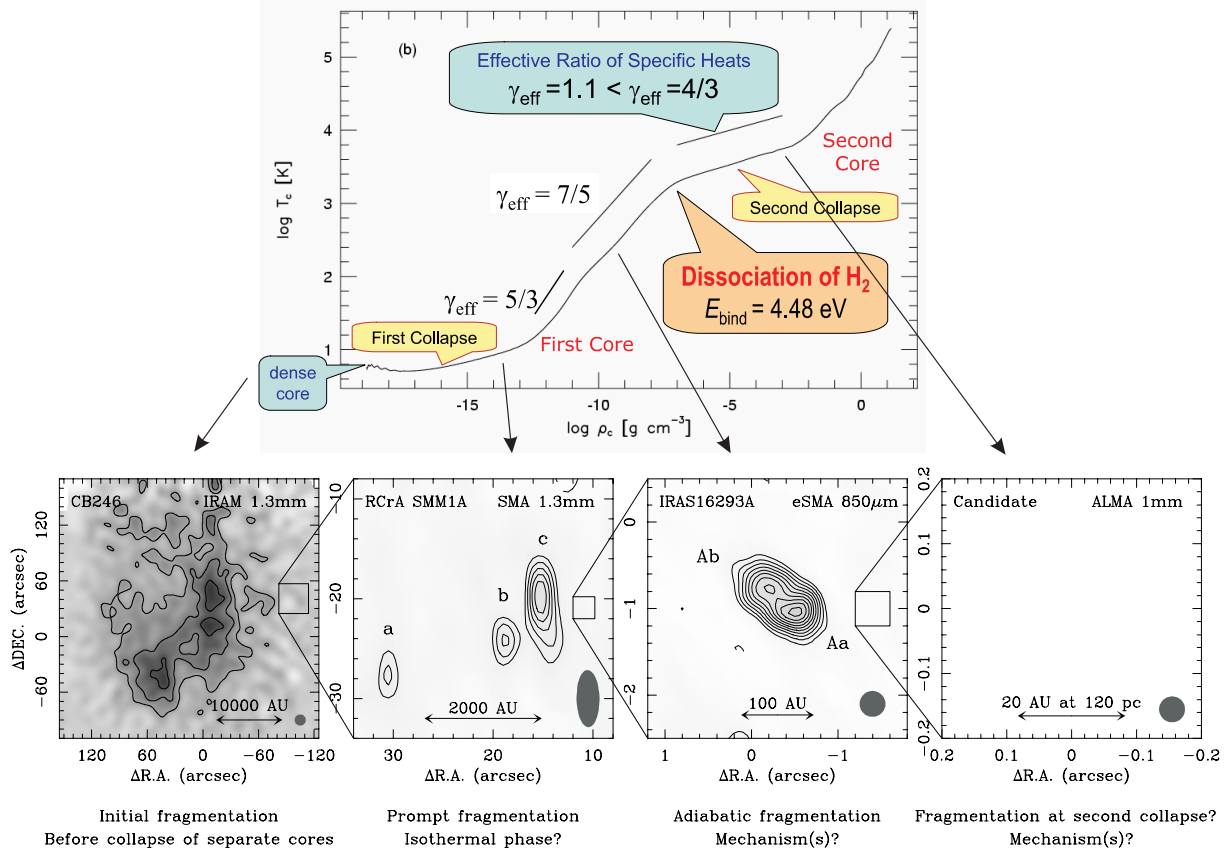 (b)
Effective Ratio of Specific Heats
γeff =1.1 < γeff =4/3
5
4
3
2
1
log Tc [K]
Second
Core
γeff = 7/5
Second Collapse
Dissociation of H2
Ebind = 4.48 eV
γeff = 5/3
First Collapse
First Core
dense
core
-15
-10
-5
0
log ρc [g cm−3]
CB246
IRAM 1.3mm
120
60
0
−60
ΔDEC. (arcsec)
10000 AU
120
60
0
−60
−120
ΔR.A. (arcsec)
RCrA SMM1A
SMA 1.3mm
−10
−20
−30
a
b
c
2000 AU
30
20
10
ΔR.A. (arcsec)
IRAS16293A
eSMA 850μm
0
−1
−2
Ab
Aa
100 AU
1
0
−1
ΔR.A. (arcsec)
Candidate
ALMA 1mm
0.2
0.1
0
−0.1
−0.2
20 AU at 120 pc
0.2
0.1
0
−0.1
−0.2
ΔR.A. (arcsec)
Initial fragmentation
Before collapse of separate cores
Prompt fragmentation
Isothermal phase?
Adiabatic fragmentation
Mechanism(s)?
Fragmentation at second collapse?
Mechanism(s)?